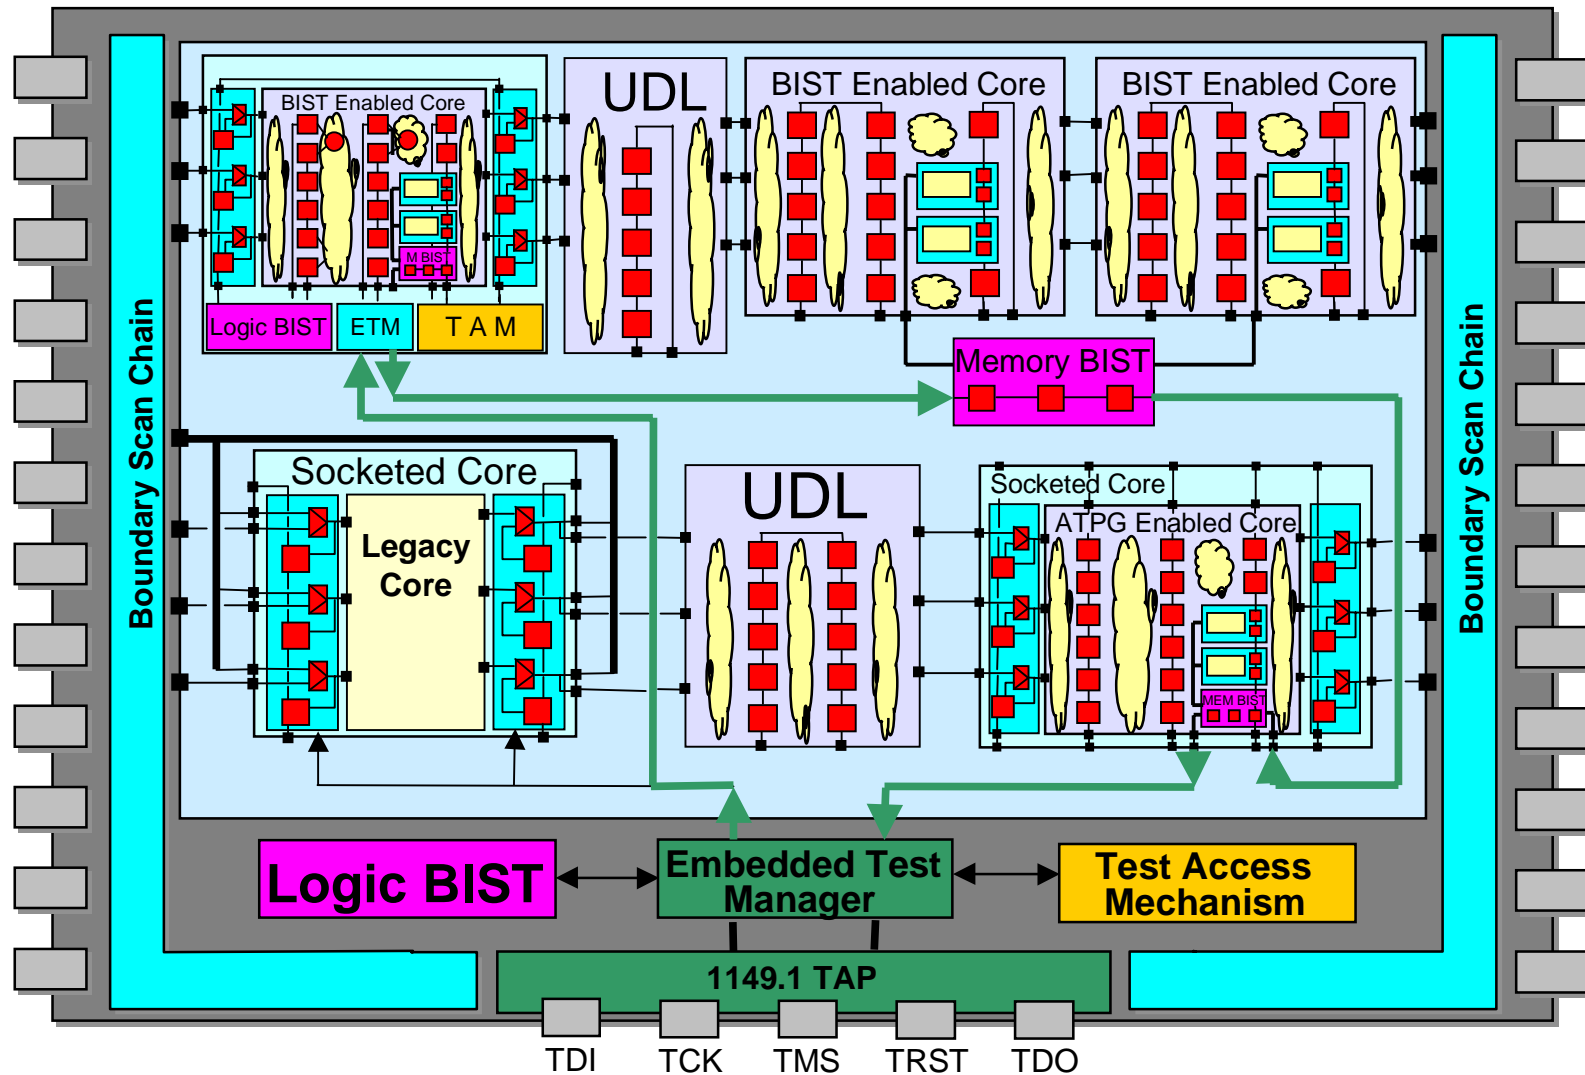 UDL
BIST Enabled Core
BIST Enabled Core
BIST Enabled Core
M BIST
Logic BIST
ETM
T A M
Memory BIST
Boundary Scan Chain
Boundary Scan Chain
Socketed Core
Legacy
Core
UDL
Socketed Core
ATPG Enabled Core
MEM BIST
Logic BIST
Embedded Test
Manager
Test Access
Mechanism
1149.1 TAP
TDI
TCK
TMS
TRST
TDO